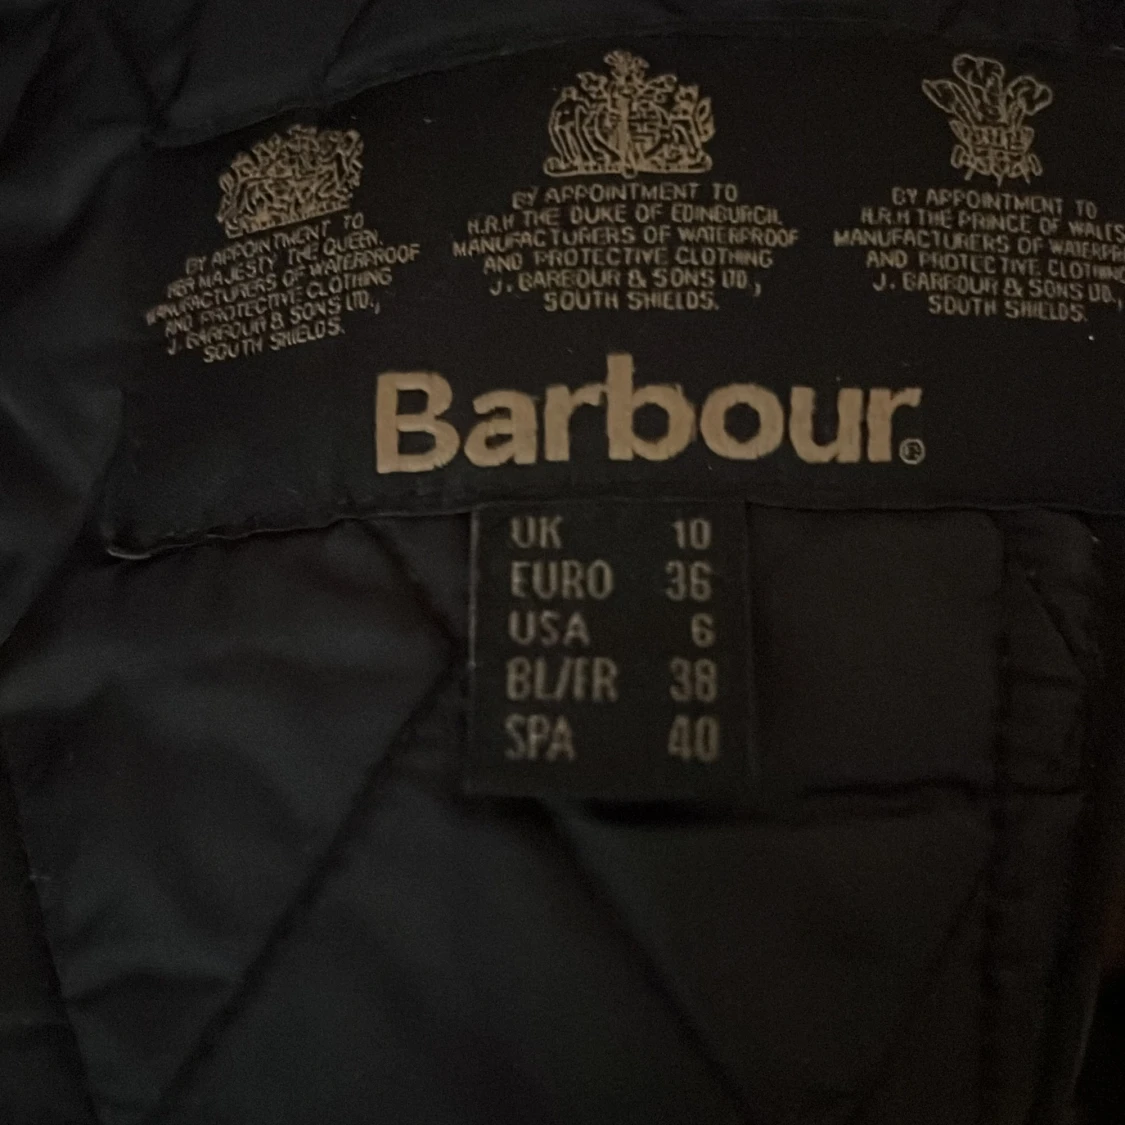 BY APPOINTMENT TO
HER MAJESTY THE QUEEN.
MANUFACTURERS OF WATERPROOF
AND PROTECTIVE CLOTHING
J. BARBOUR & SONS LTD.,
SOUTH SHIELDS.
BY APPOINTMENT TO
H.R.H THE DUKE OF EDINBURGH.
MANUFACTURERS OF WATERPROOF
AND PROTECTIVE CLOTHING
J. BARBOUR & SONS LTD.,
SOUTH SHIELDS.
BY APPOINTMENT TO
H.R.H THE PRINCE OF WALES
MANUFACTURERS OF WATERPR
AND PROTECTIVE CLOTHING
J. BARBOUR & SONS LTD.,
SOUTH SHIELDS.
Barbour®
UK 10
EURO 36
USA 6
BL/FR 38
SPA 40